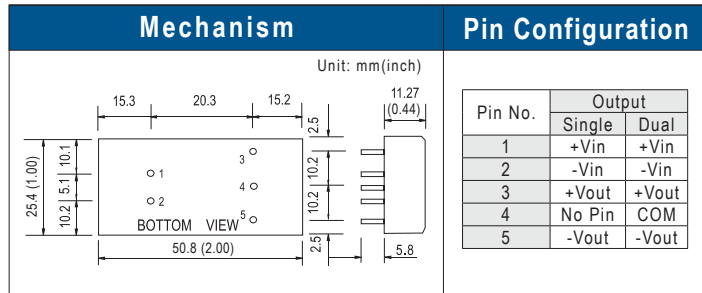 Mechanism
Pin Configuration
Unit: mm(inch)
15.3
20.3
15.2
11.27
(0.44)
2.5
10.2
10.2
2.5
25.4 (1.00)
10.1
5.1
10.2
1
2
3
4
5
BOTTOM VIEW
50.8 (2.00)
5.8
Pin No. Output
Single Dual
1 +Vin +Vin
2 -Vin -Vin
3 +Vout +Vout
4 No Pin COM
5 -Vout -Vout